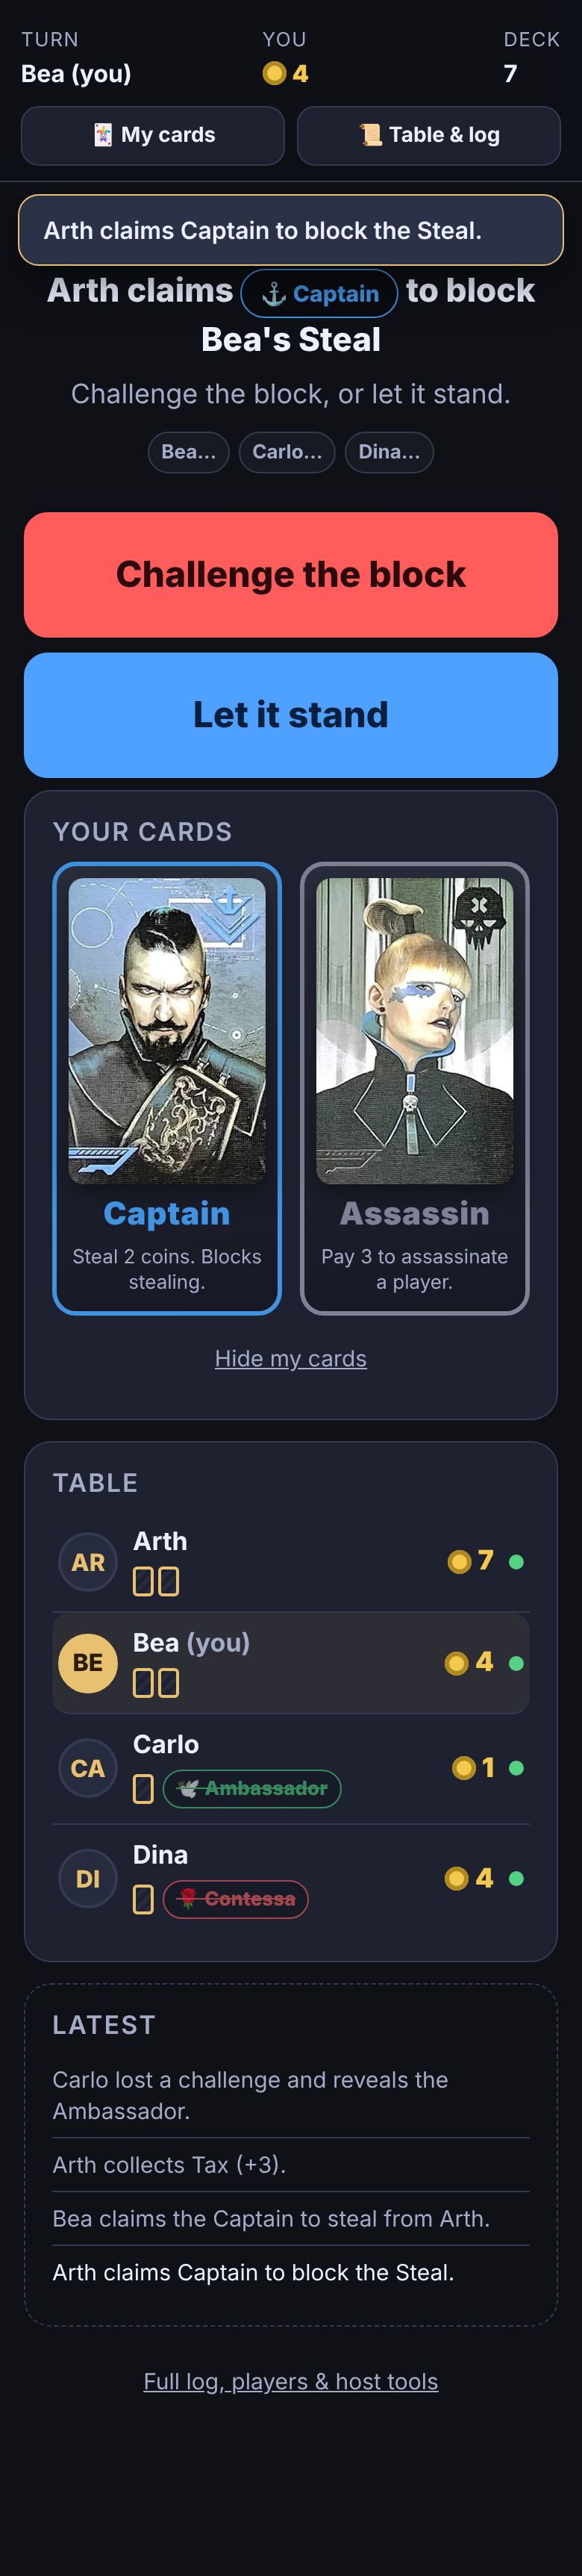 TURN
Bea (you)
YOU
4
DECK
7
🃏 My cards
📜 Table & log
Arth claims Captain to block the Steal.
Arth claims ⚓ Captain to block
Bea's Steal
Challenge the block, or let it stand.
Bea... Carlo... Dina...
Challenge the block
Let it stand
YOUR CARDS
Captain
Steal 2 coins. Blocks
stealing.
Assassin
Pay 3 to assassinate
a player.
Hide my cards
TABLE
AR
Arth
7
BE
Bea (you)
4
CA
Carlo
🕊️ Ambassador
1
DI
Dina
🌹 Contessa
4
LATEST
Carlo lost a challenge and reveals the
Ambassador.
Arth collects Tax (+3).
Bea claims the Captain to steal from Arth.
Arth claims Captain to block the Steal.
Full log, players & host tools